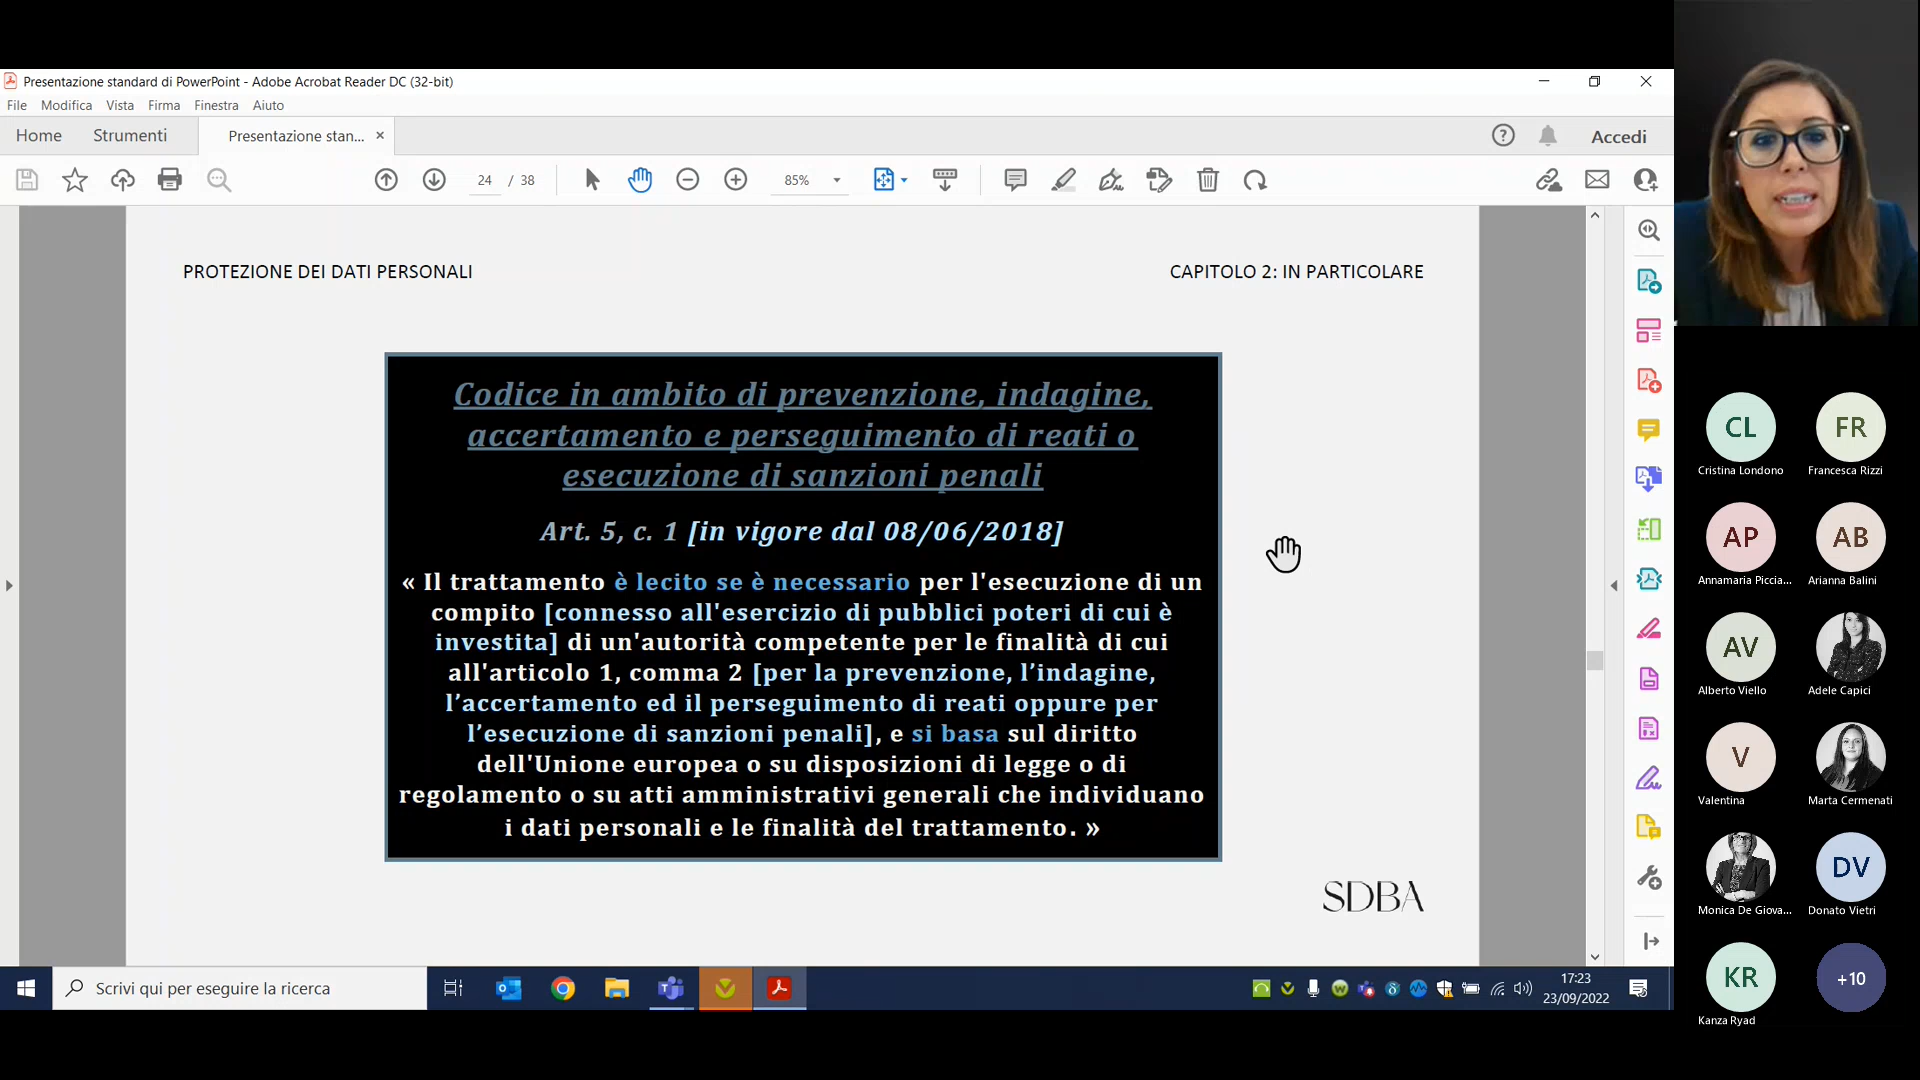 Presentazione standard di PowerPoint - Adobe Acrobat Reader DC (32-bit)
File Modifica Vista Firma Finestra Aiuto
Home Strumenti Presentazione stan... × Accedi
24 / 38 85%
PROTEZIONE DEI DATI PERSONALI
CAPITOLO 2: IN PARTICOLARE
Codice in ambito di prevenzione, indagine,
accertamento e perseguimento di reati o
esecuzione di sanzioni penali
Art. 5, c. 1 [in vigore dal 08/06/2018]
« Il trattamento è lecito se è necessario per l'esecuzione di un
compito [connesso all'esercizio di pubblici poteri di cui è
investita] di un'autorità competente per le finalità di cui
all'articolo 1, comma 2 [per la prevenzione, l’indagine,
l’accertamento ed il perseguimento di reati oppure per
l’esecuzione di sanzioni penali], e si basa sul diritto
dell'Unione europea o su disposizioni di legge o di
regolamento o su atti amministrativi generali che individuano
i dati personali e le finalità del trattamento. »
SDBA
Scrivi qui per eseguire la ricerca
17:23
23/09/2022
CL FR
Cristina Londono Francesca Rizzi
AP AB
Annamaria Piccia... Arianna Balini
AV
Alberto Viello Adele Capici
V
Valentina Marta Cermenati
DV
Monica De Giova... Donato Vietri
KR +10
Kanza Ryad